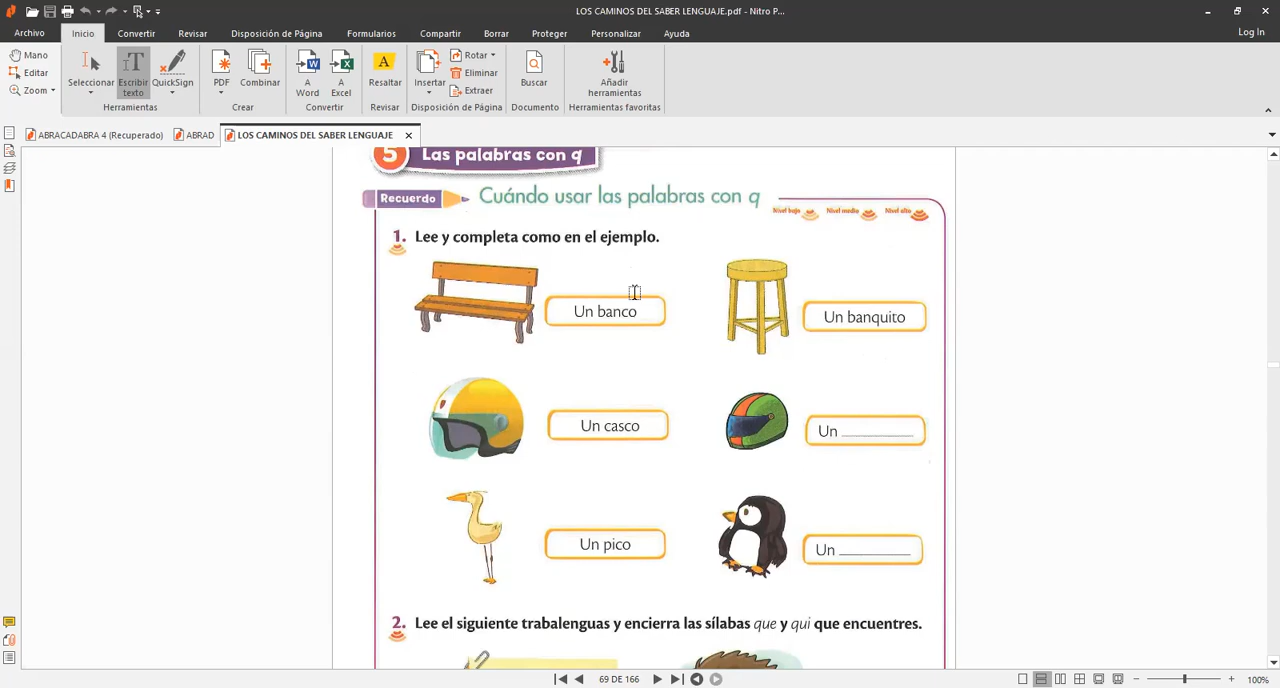 LOS CAMINOS DEL SABER LENGUAJE.pdf - Nitro P...
Archivo Inicio Convertir Revisar Disposición de Página Formularios Compartir Borrar Proteger Personalizar Ayuda Log In
Mano
Editar
Zoom
Seleccionar
Escribir texto
QuickSign
Herramientas
PDF
Combinar
Crear
W
A Word
X
A Excel
Convertir
A
Resaltar
Revisar
Insertar
Rotar
Eliminar
Extraer
Disposición de Página
Buscar
Documento
Añadir herramientas
Herramientas favoritas
ABRACADABRA 4 (Recuperado) ABRAD LOS CAMINOS DEL SABER LENGUAJE
5 Las palabras con q
Recuerdo Cuándo usar las palabras con q
Nivel bajo Nivel medio Nivel alto
1. Lee y completa como en el ejemplo.
Un banco Un banquito
Un casco Un __________
Un pico Un __________
2. Lee el siguiente trabalenguas y encierra las sílabas que y qui que encuentres.
69 DE 166 100%